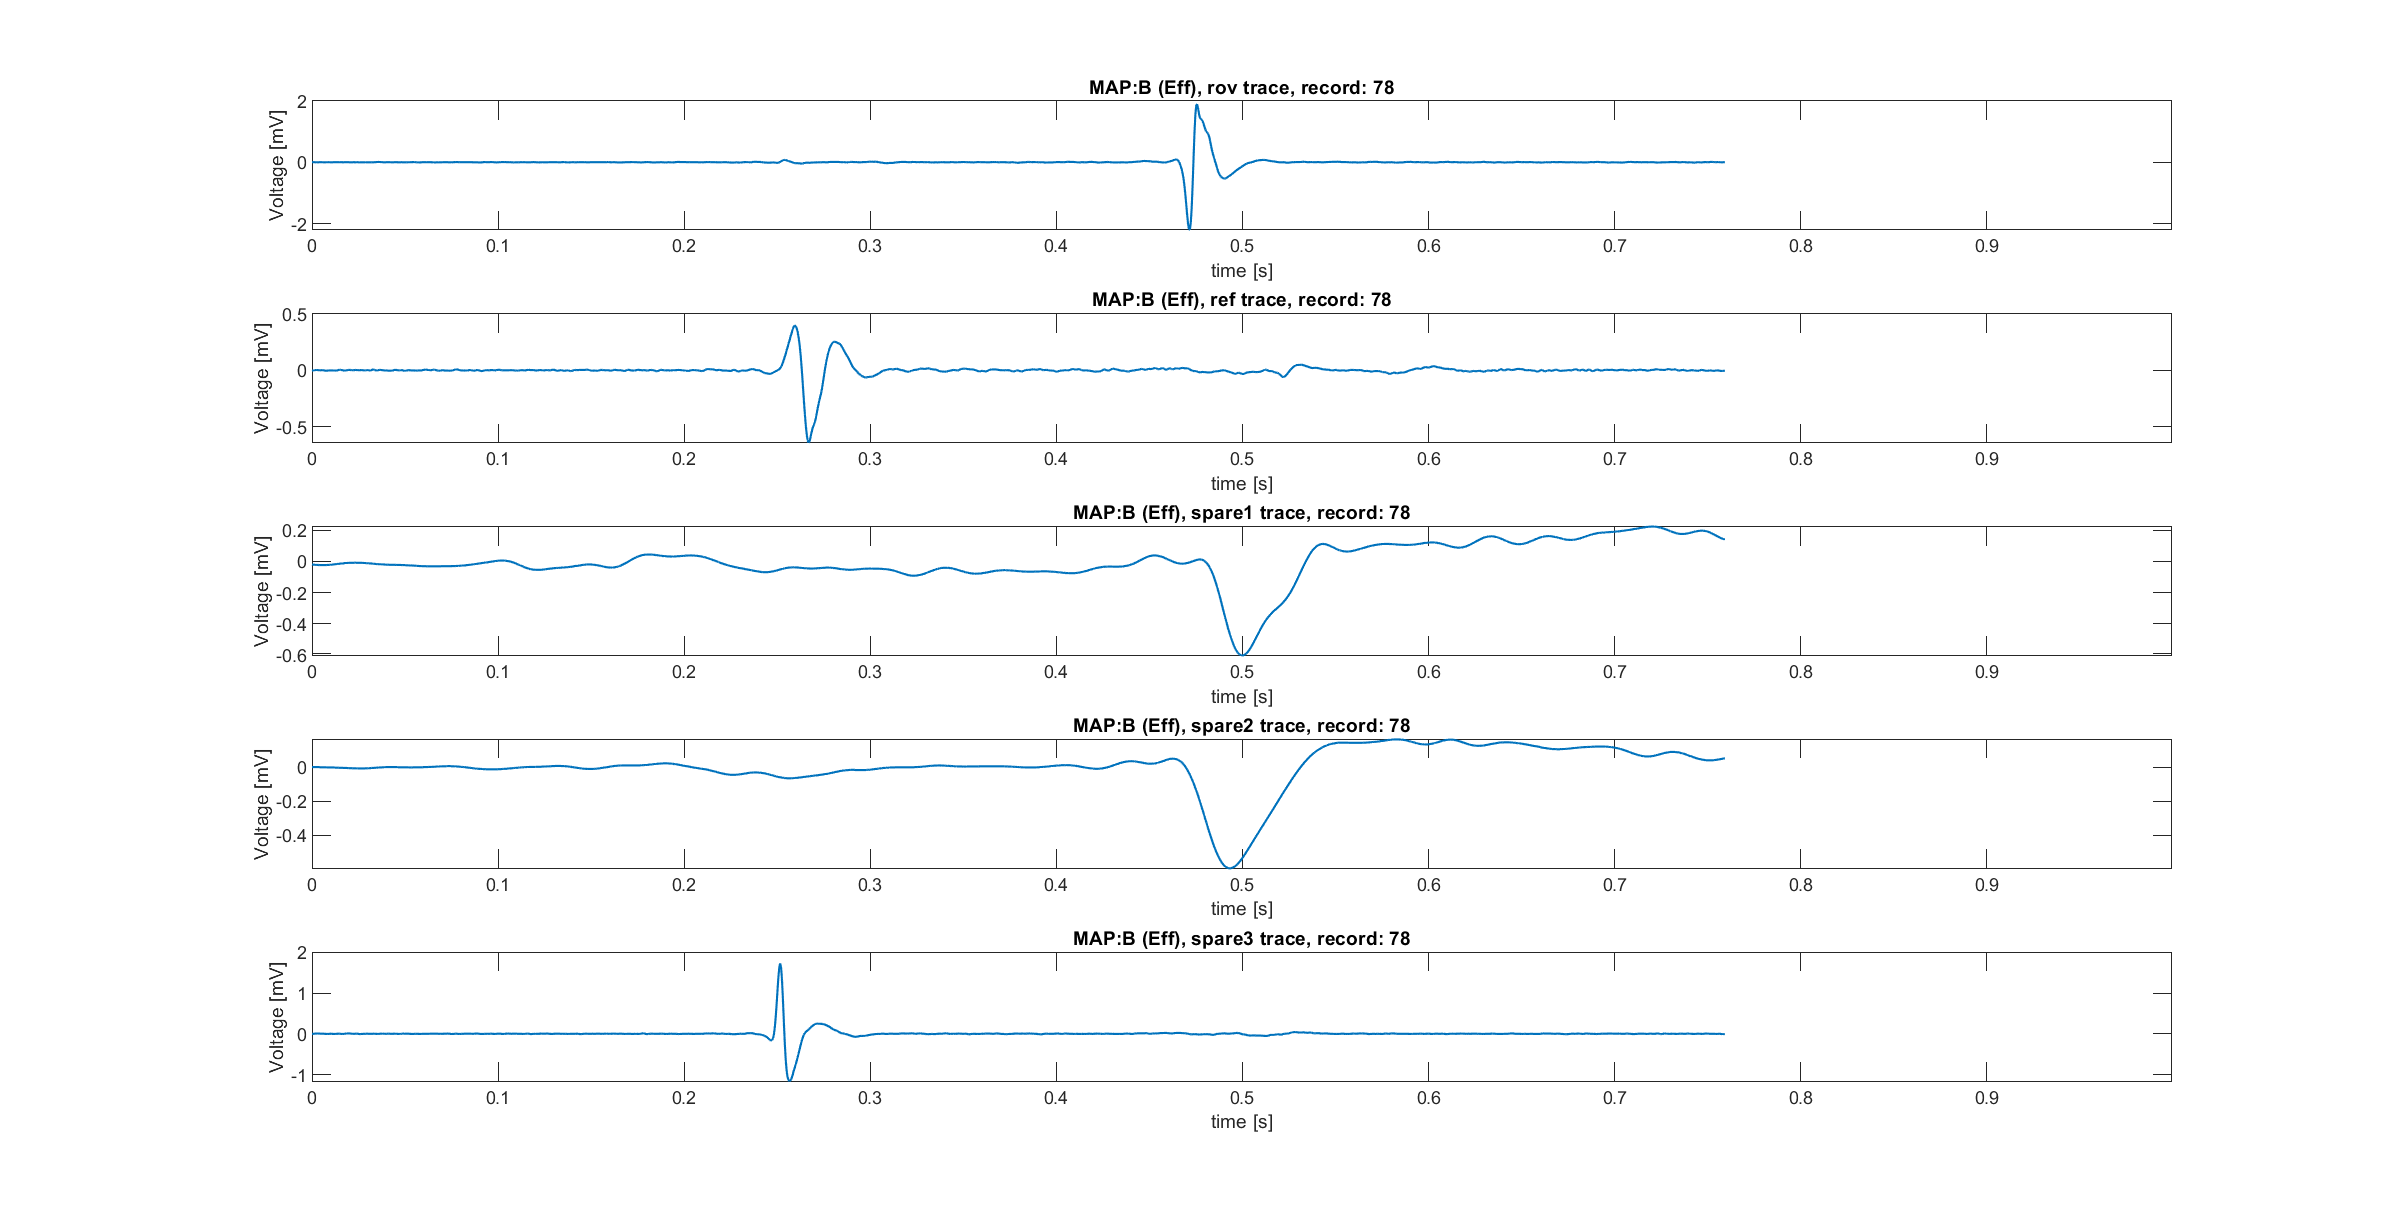 MAP:B (Eff), rov trace, record: 78
Voltage [mV]
2
0
-2
0 0.1 0.2 0.3 0.4 0.5 0.6 0.7 0.8 0.9
time [s]
MAP:B (Eff), ref trace, record: 78
Voltage [mV]
0.5
0
-0.5
0 0.1 0.2 0.3 0.4 0.5 0.6 0.7 0.8 0.9
time [s]
MAP:B (Eff), spare1 trace, record: 78
Voltage [mV]
0.2
0
-0.2
-0.4
-0.6
0 0.1 0.2 0.3 0.4 0.5 0.6 0.7 0.8 0.9
time [s]
MAP:B (Eff), spare2 trace, record: 78
Voltage [mV]
0
-0.2
-0.4
0 0.1 0.2 0.3 0.4 0.5 0.6 0.7 0.8 0.9
time [s]
MAP:B (Eff), spare3 trace, record: 78
Voltage [mV]
2
1
0
-1
0 0.1 0.2 0.3 0.4 0.5 0.6 0.7 0.8 0.9
time [s]